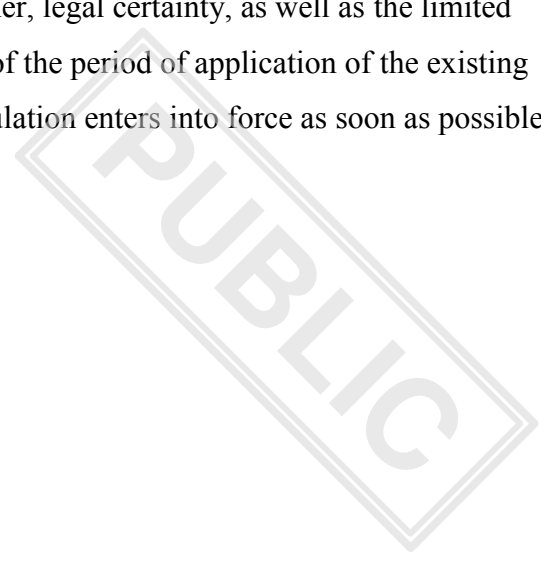 er, legal certainty, as well as the limited
of the period of application of the existing
ulation enters into force as soon as possible
PUBLIC